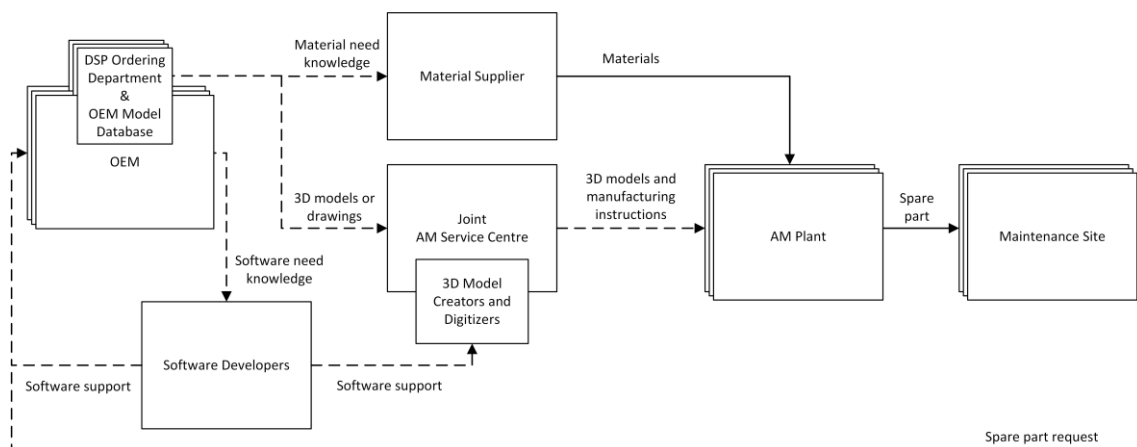 DSP Ordering
Department
&
OEM Model
Database
OEM
Material need
knowledge
Material Supplier
Materials
3D models or
drawings
Joint
AM Service Centre
3D models and
manufacturing
instructions
AM Plant
Spare
part
Maintenance Site
Software need
knowledge
3D Model
Creators and
Digitizers
Software Developers
Software support
Software support
Spare part request